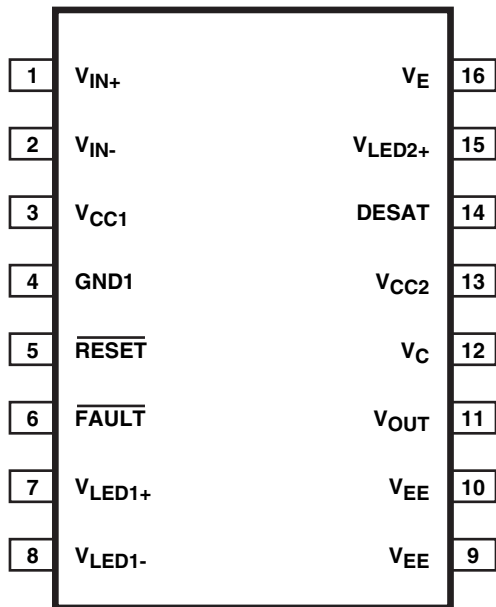 1 VIN+ VE 16
2 VIN- VLED2+ 15
3 VCC1 DESAT 14
4 GND1 VCC2 13
5 RESET VC 12
6 FAULT VOUT 11
7 VLED1+ VEE 10
8 VLED1- VEE 9